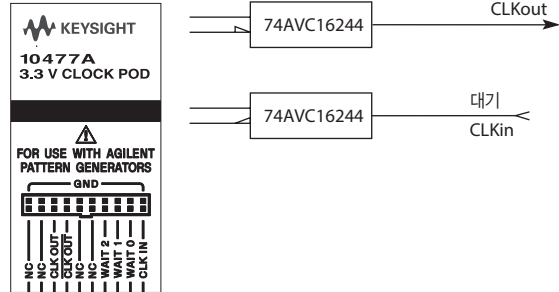 KEYSIGHT
10477A
3.3 V CLOCK POD
FOR USE WITH AGILENT
PATTERN GENERATORS
GND
NC
NC
CLK OUT
CLK OUT
NC
NC
WAIT 2
WAIT 1
WAIT 0
CLK IN
74AVC16244
CLKout
74AVC16244
대기
CLKin